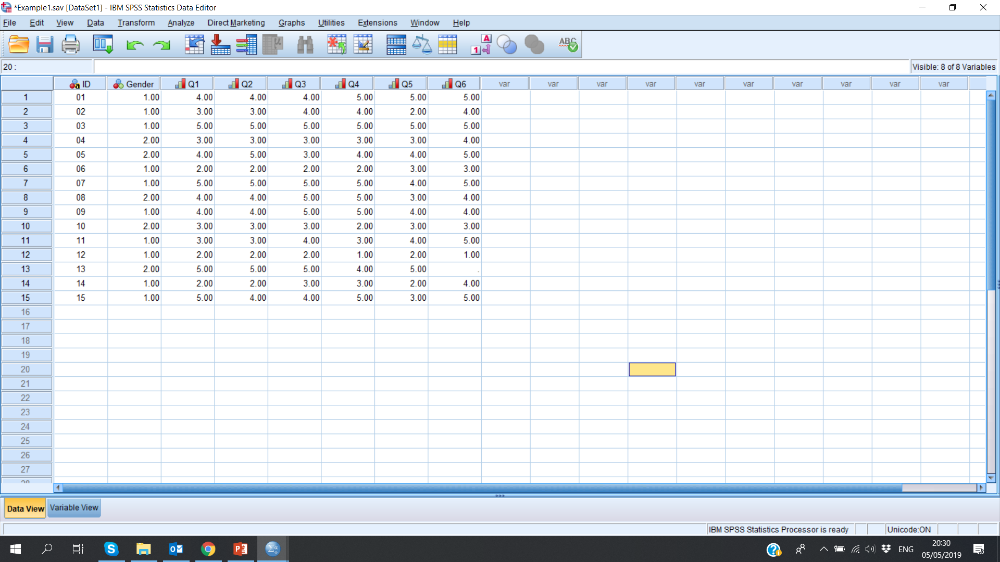 *Example1.sav [DataSet1] - IBM SPSS Statistics Data Editor
File Edit View Data Transform Analyze Direct Marketing Graphs Utilities Extensions Window Help
A
1
ABC
20 :
Visible: 8 of 8 Variables
ID Gender Q1 Q2 Q3 Q4 Q5 Q6 var var var var var var var var var var
1 01 1.00 4.00 4.00 4.00 5.00 5.00 5.00
2 02 1.00 3.00 3.00 4.00 4.00 2.00 4.00
3 03 1.00 5.00 5.00 5.00 5.00 5.00 5.00
4 04 2.00 3.00 3.00 3.00 3.00 3.00 4.00
5 05 2.00 4.00 5.00 3.00 4.00 4.00 5.00
6 06 1.00 2.00 2.00 2.00 2.00 3.00 3.00
7 07 1.00 5.00 5.00 5.00 5.00 4.00 5.00
8 08 2.00 4.00 4.00 5.00 5.00 3.00 4.00
9 09 1.00 4.00 4.00 5.00 5.00 4.00 4.00
10 10 2.00 3.00 3.00 3.00 2.00 3.00 3.00
11 11 1.00 3.00 3.00 4.00 3.00 4.00 5.00
12 12 1.00 2.00 2.00 2.00 1.00 2.00 1.00
13 13 2.00 5.00 5.00 5.00 4.00 5.00 .
14 14 1.00 2.00 2.00 3.00 3.00 2.00 4.00
15 15 1.00 5.00 4.00 4.00 5.00 3.00 5.00
16
17
18
19
20
21
22
23
24
25
26
27
28
Data View Variable View
IBM SPSS Statistics Processor is ready Unicode:ON
ENG
20:30
05/05/2019